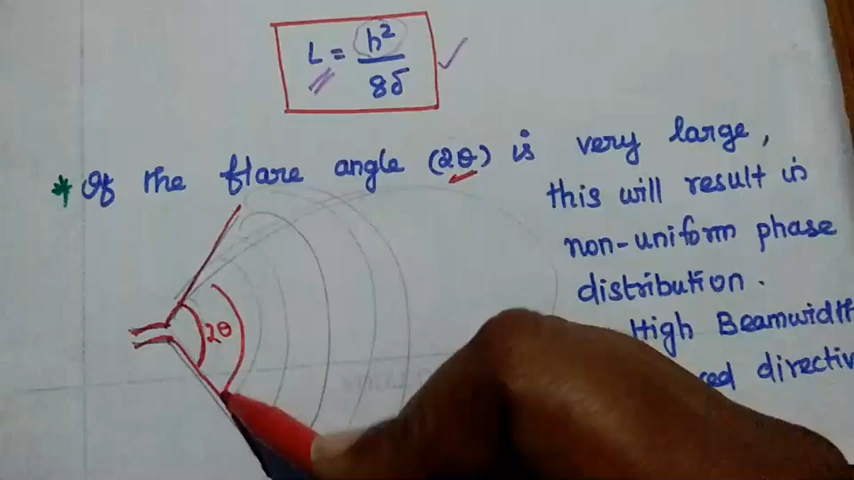 L = h²
8δ
* If the flare angle (2θ) is very large,
this will result in
non-uniform phase
distribution.
High Beamwidth
2θ